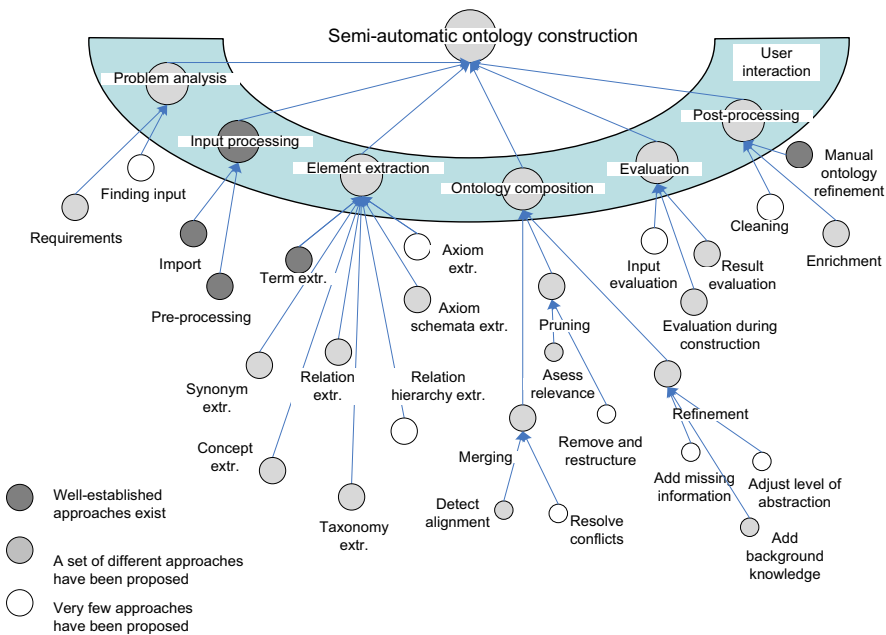 Semi-automatic ontology construction
User
interaction
Problem analysis
Post-processing
Input processing
Manual
ontology
refinement
Element extraction
Evaluation
Ontology composition
Finding input
Requirements
Cleaning
Import
Term extr.
Axiom
extr.
Input
evaluation
Result
evaluation
Enrichment
Pre-processing
Axiom
schemata extr.
Pruning
Evaluation during
construction
Synonym
extr.
Relation
extr.
Relation
hierarchy extr.
Asess
relevance
Refinement
Concept
extr.
Merging
Remove and
restructure
Add missing
information
Adjust level of
abstraction
Taxonomy
extr.
Detect
alignment
Resolve
conflicts
Add
background
knowledge
Well-established
approaches exist
A set of different approaches
have been proposed
Very few approaches
have been proposed